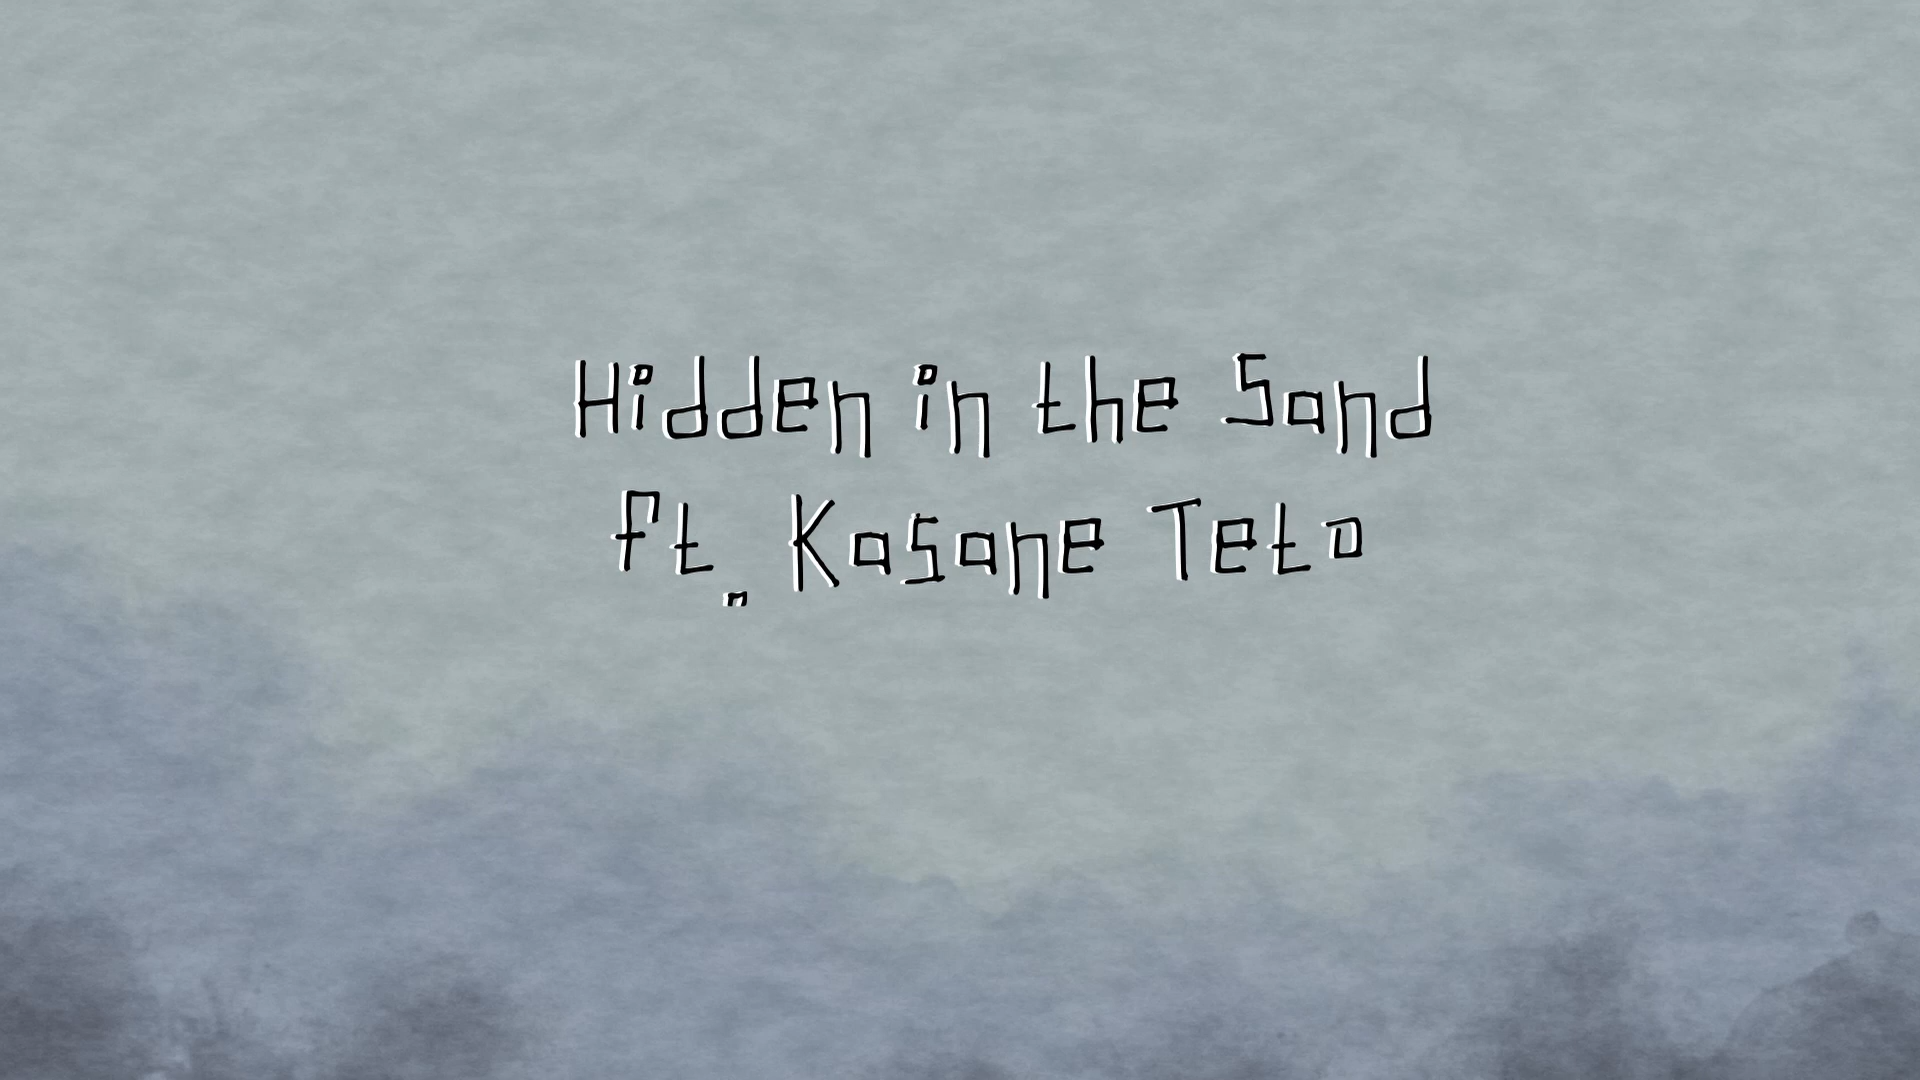 Hidden in the Sand
ft. Kasane Teto